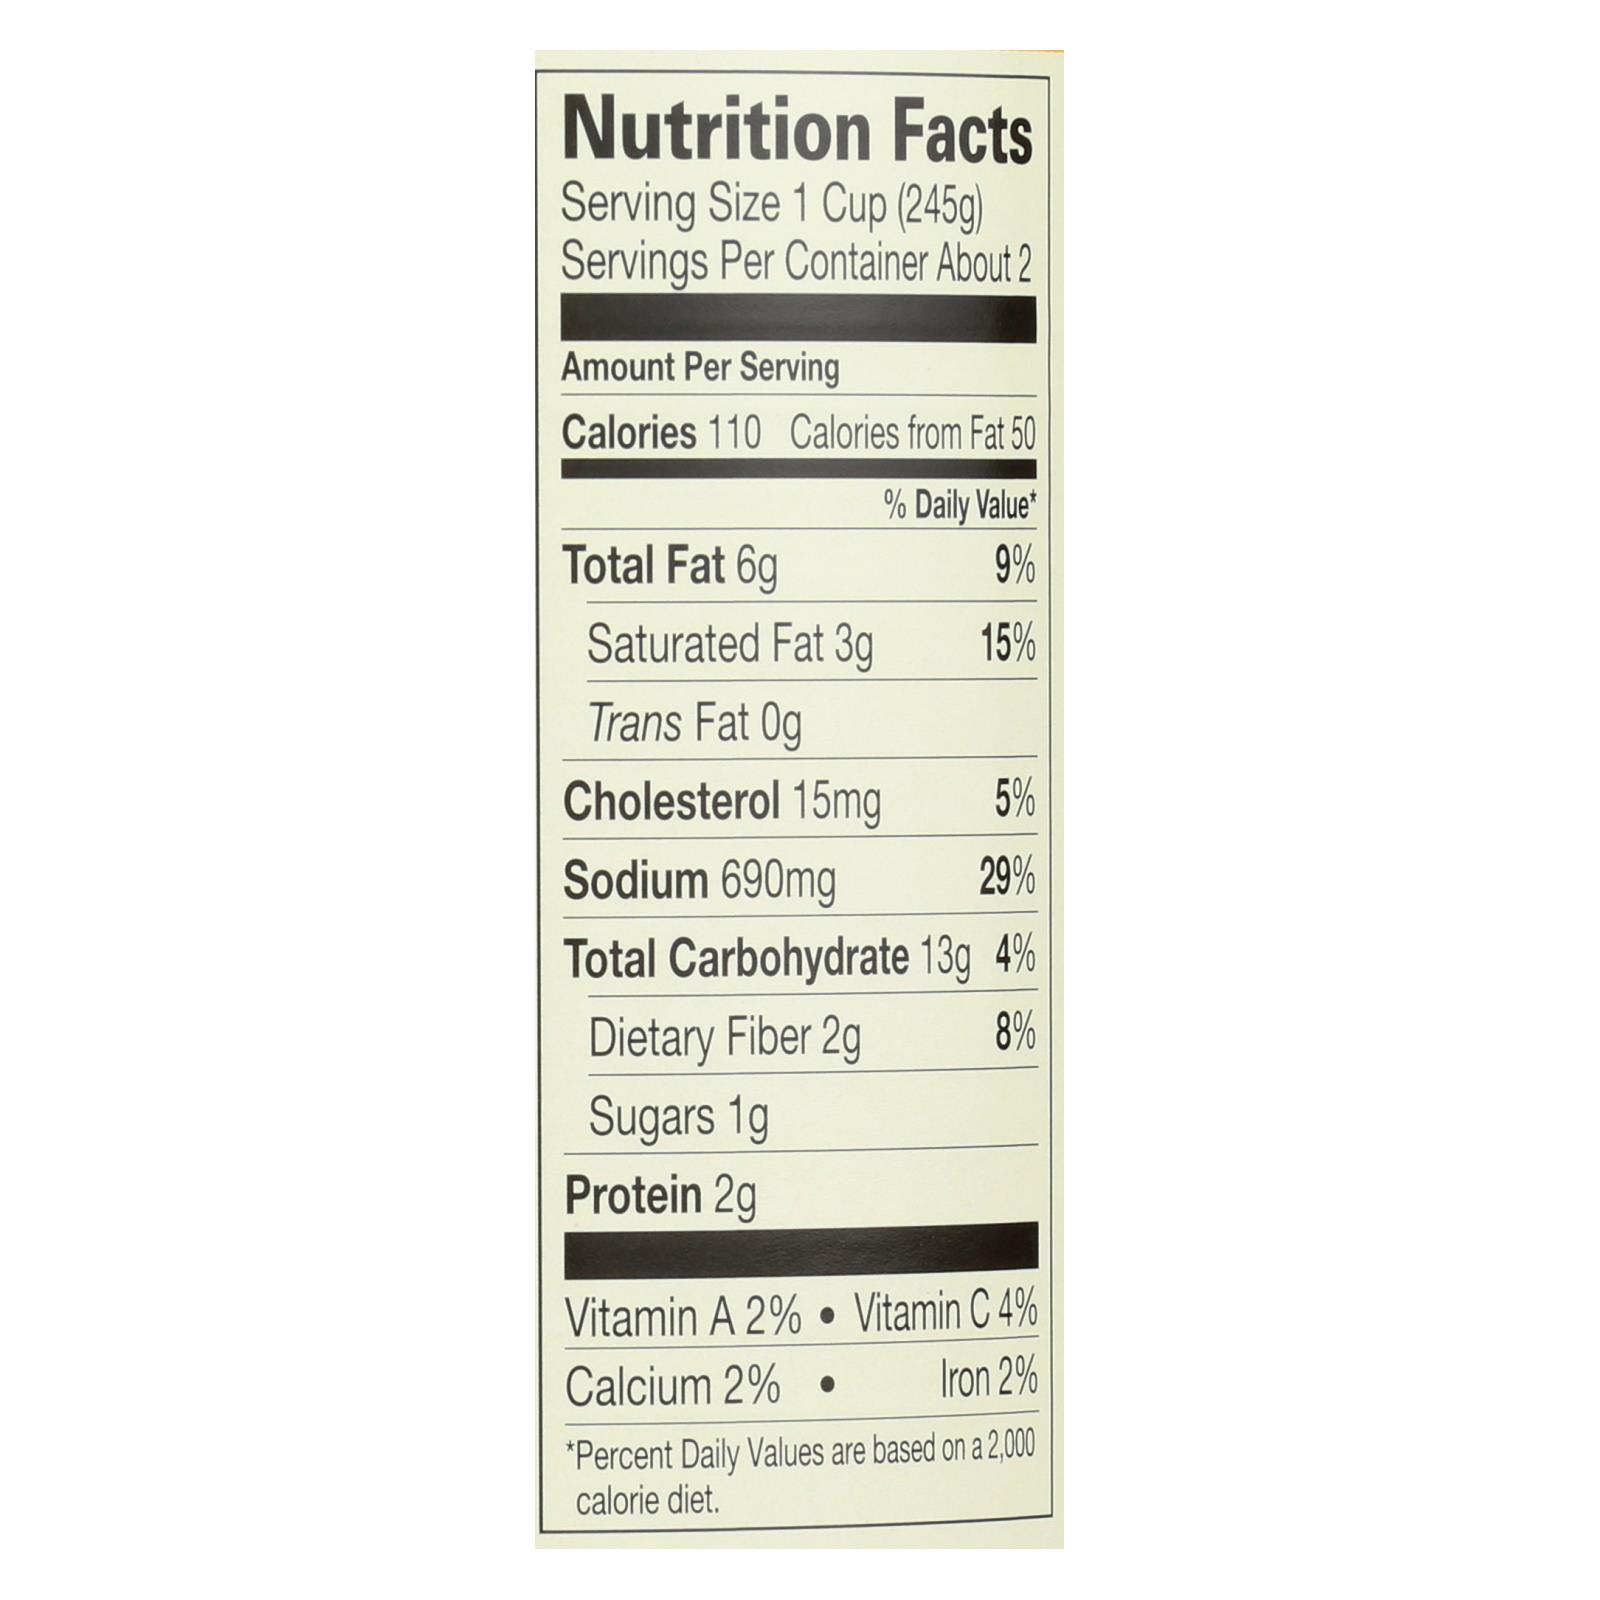 Nutrition Facts
Serving Size 1 Cup (245g)
Servings Per Container About 2
Amount Per Serving
Calories 110 Calories from Fat 50
% Daily Value*
Total Fat 6g 9%
Saturated Fat 3g 15%
Trans Fat 0g
Cholesterol 15mg 5%
Sodium 690mg 29%
Total Carbohydrate 13g 4%
Dietary Fiber 2g 8%
Sugars 1g
Protein 2g
Vitamin A 2% • Vitamin C 4%
Calcium 2% • Iron 2%
*Percent Daily Values are based on a 2,000
calorie diet.